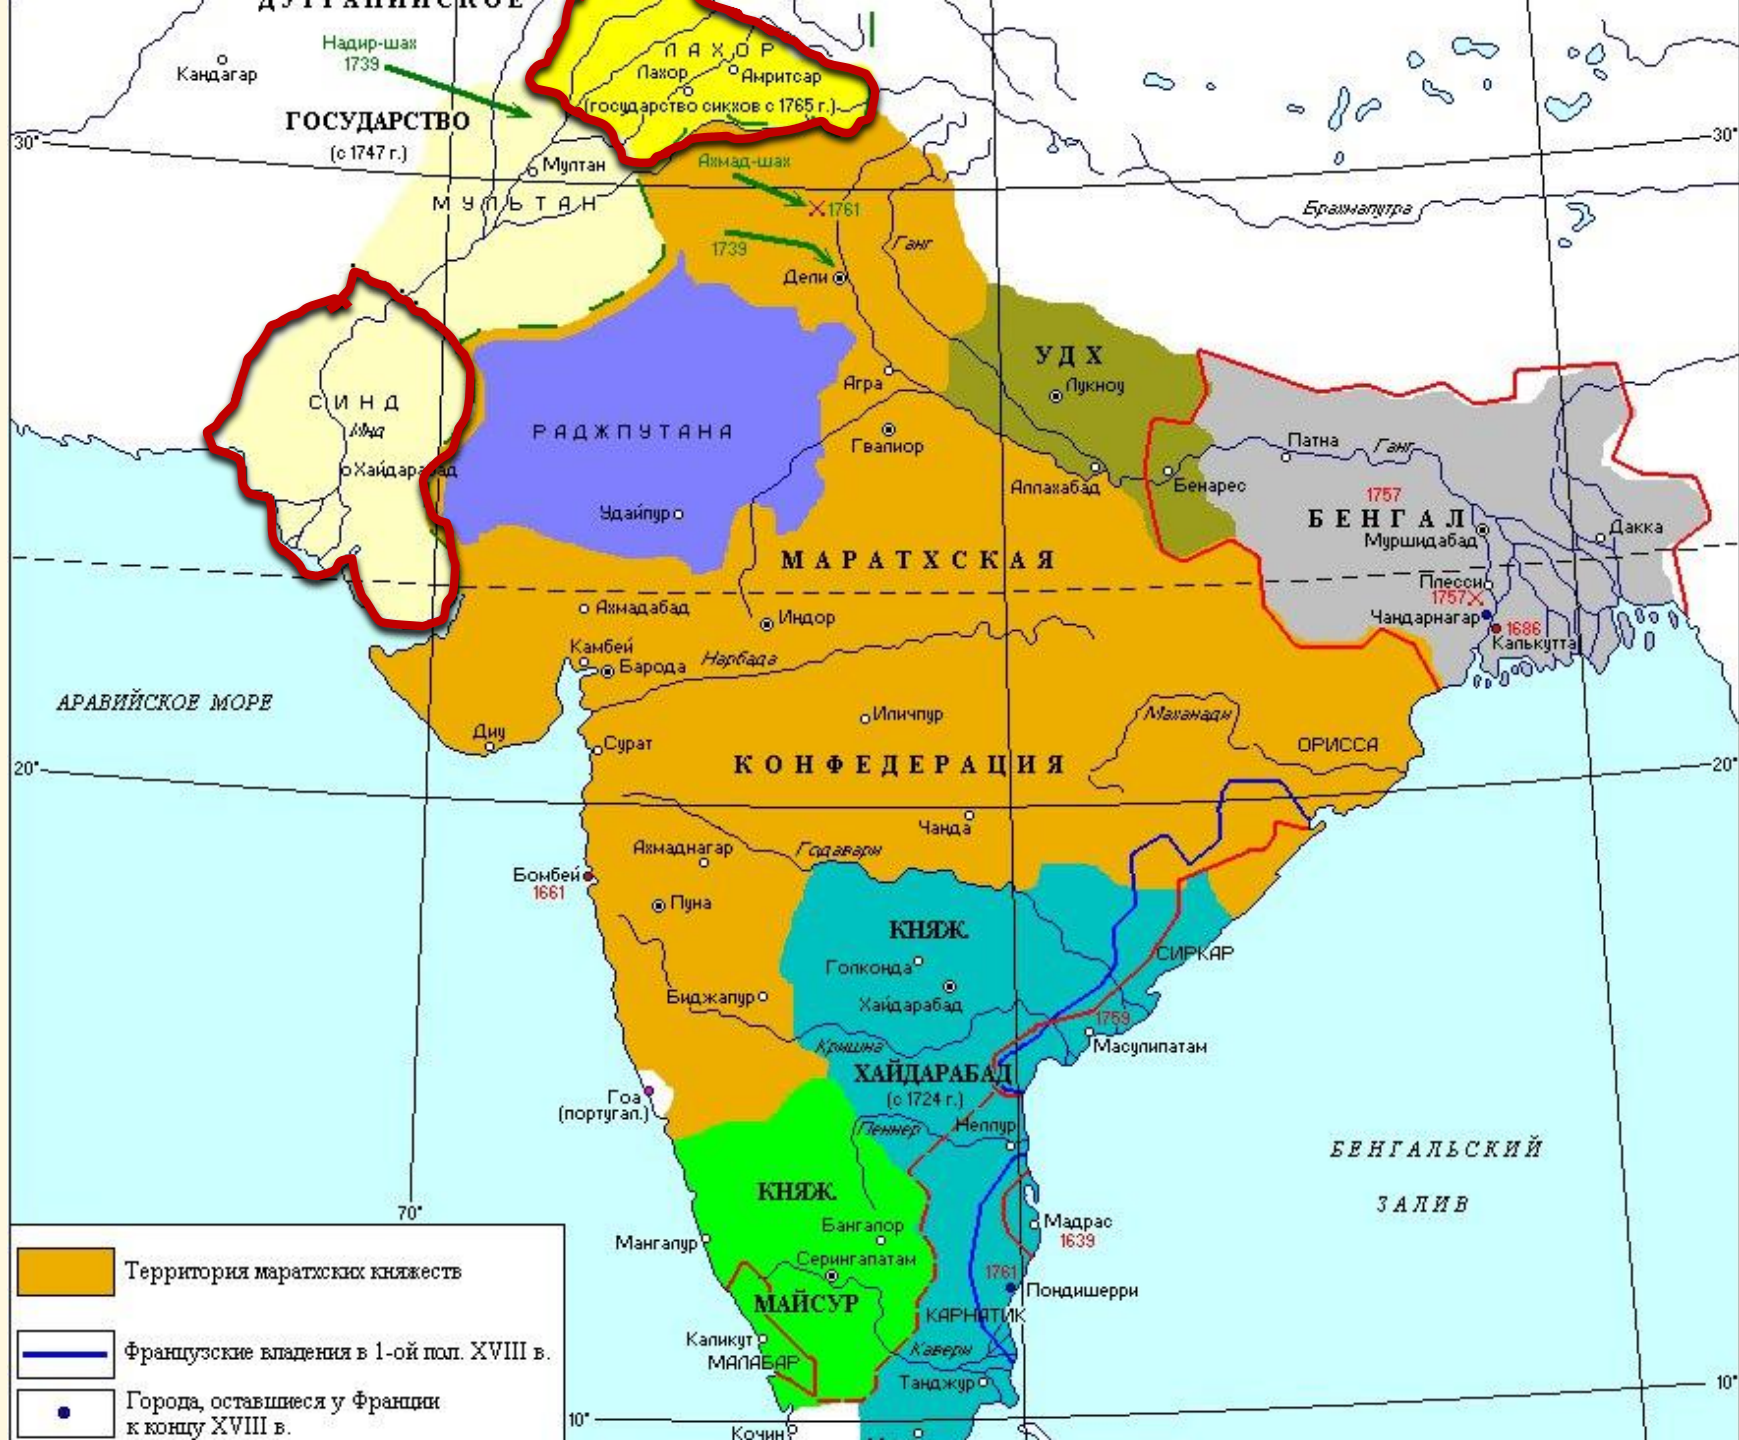 ДУРРАНИЙСКОЕ
Надир-шах
1739
Кандагар
ГОСУДАРСТВО
(с 1747 г.)
ЛАХОР
Лахор
Амритсар
(государство сикхов с 1765 г.)
30°
30°
Мултан
МУЛЬТАН
Ахмад-шах
1761
1739
Дели
Ганг
Брахмапутра
СИНД
Инд
Хайдарабад
РАДЖПУТАНА
Удайпур
Агра
Гвалиор
УДХ
Лукноу
Аллахабад
Бенарес
Патна
Ганг
1757
БЕНГАЛ
Муршидабад
Дакка
Плесси
1757
Чандарнагар
1686
Калькутта
МАРАТХСКАЯ
Ахмадабад
Индор
Камбей
Барода
Нарбада
АРАВИЙСКОЕ МОРЕ
Диу
Сурат
Иличпур
Маханади
ОРИССА
КОНФЕДЕРАЦИЯ
20°
20°
Чанда
Ахмаднагар
Годавари
Бомбей
1661
Пуна
КНЯЖ.
Голконда
Хайдарабад
СИРКАР
Биджапур
1759
Масулипатам
Кришна
ХАЙДАРАБАД
(с 1724 г.)
Гоа
(португал.)
Пеннер
Неллур
БЕНГАЛЬСКИЙ
ЗАЛИВ
КНЯЖ.
70°
Бангалор
Мангалур
Серингапатам
Мадрас
1639
1761
Пондишерри
МАЙСУР
КАРНАТИК
Каликут
МАЛАБАР
Кавери
Танджур
10°
10°
Кочин
Территория маратхских княжеств
Французские владения в 1-ой пол. XVIII в.
Города, оставшиеся у Франции
к концу XVIII в.